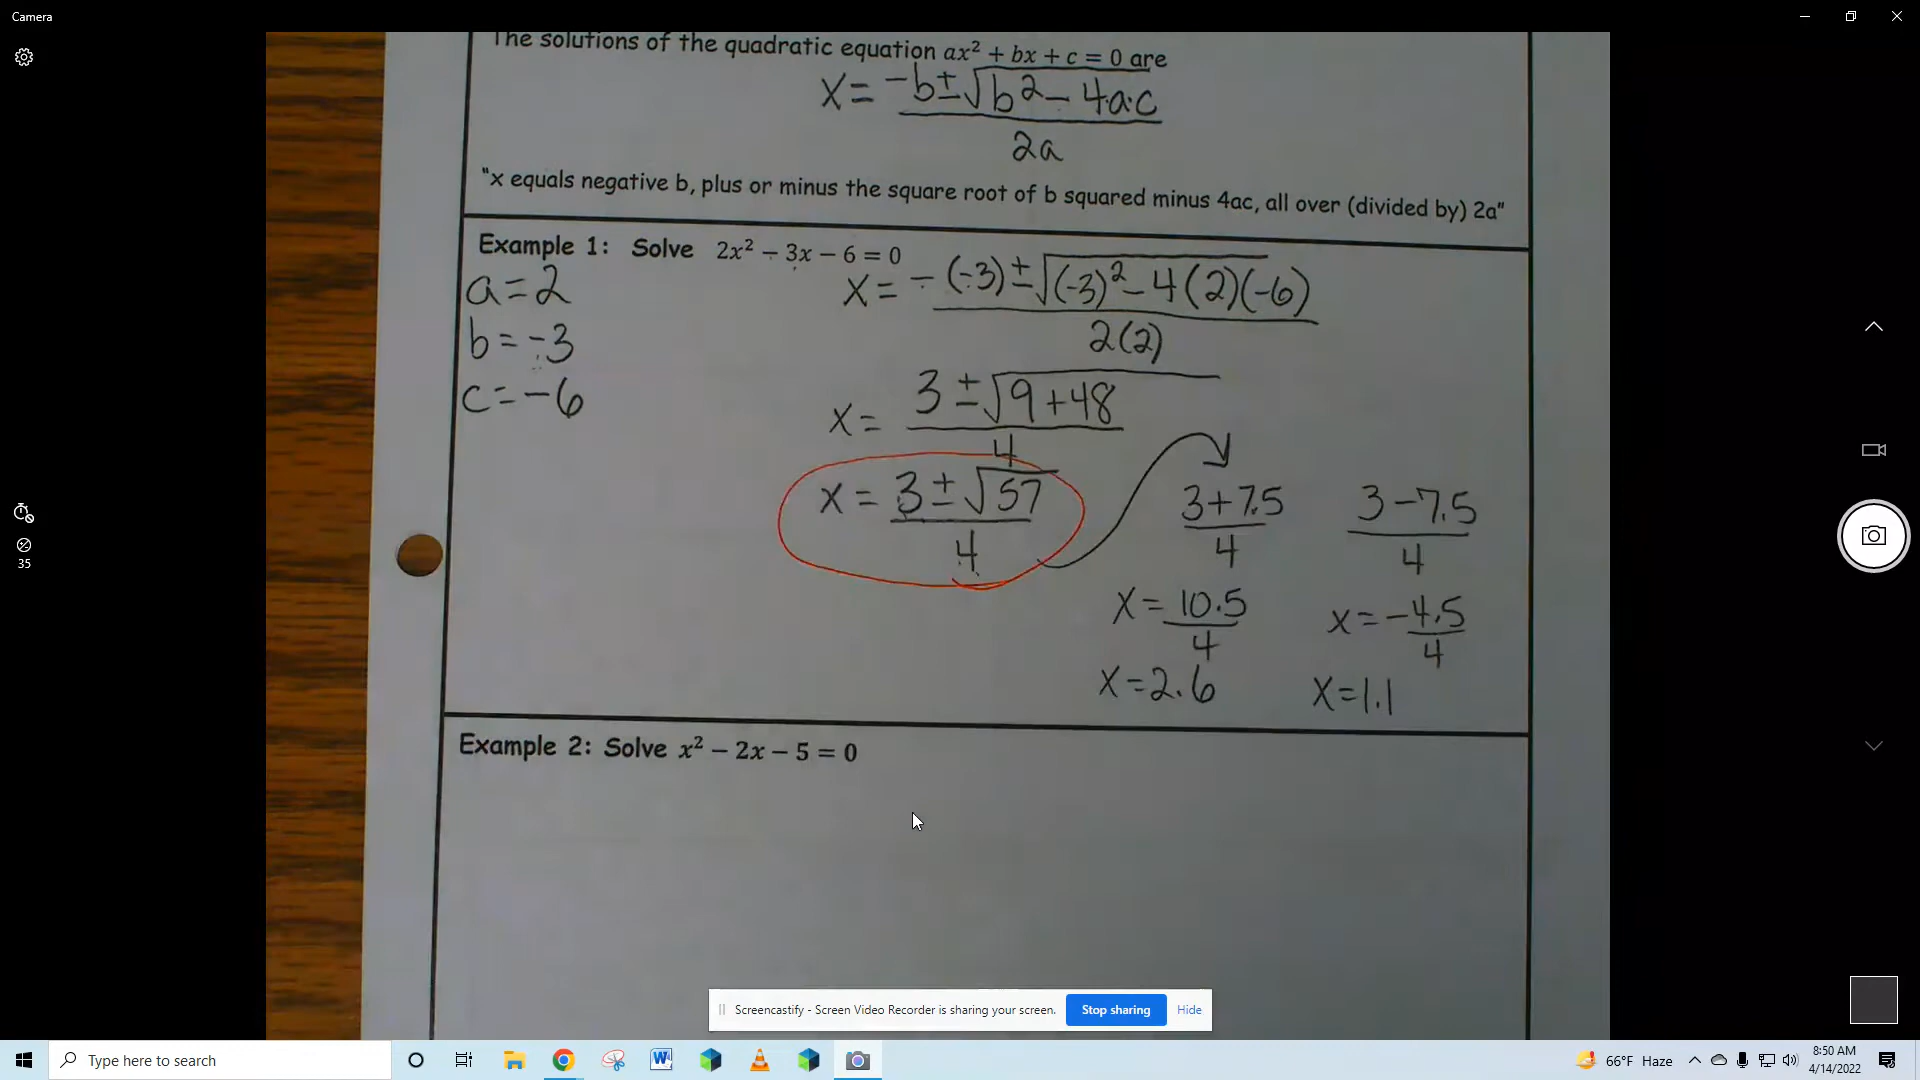 Camera
The solutions of the quadratic equation ax² + bx + c = 0 are
x = -b ± √b² - 4a·c
2a
"x equals negative b, plus or minus the square root of b squared minus 4ac, all over (divided by) 2a"
Example 1: Solve 2x² − 3x − 6 = 0
a = 2
b = -3
c = -6
x = -(-3) ± √(-3)² - 4(2)(-6)
2(2)
x = 3 ± √9 + 48
4
x = 3 ± √57
4
3 + 7.5
4
x = 10.5
4
x = 2.6
3 - 7.5
4
x = -4.5
4
x = 1.1
Example 2: Solve x² − 2x − 5 = 0
35
Screencastify - Screen Video Recorder is sharing your screen.
Stop sharing
Hide
Type here to search
66°F Haze
8:50 AM
4/14/2022